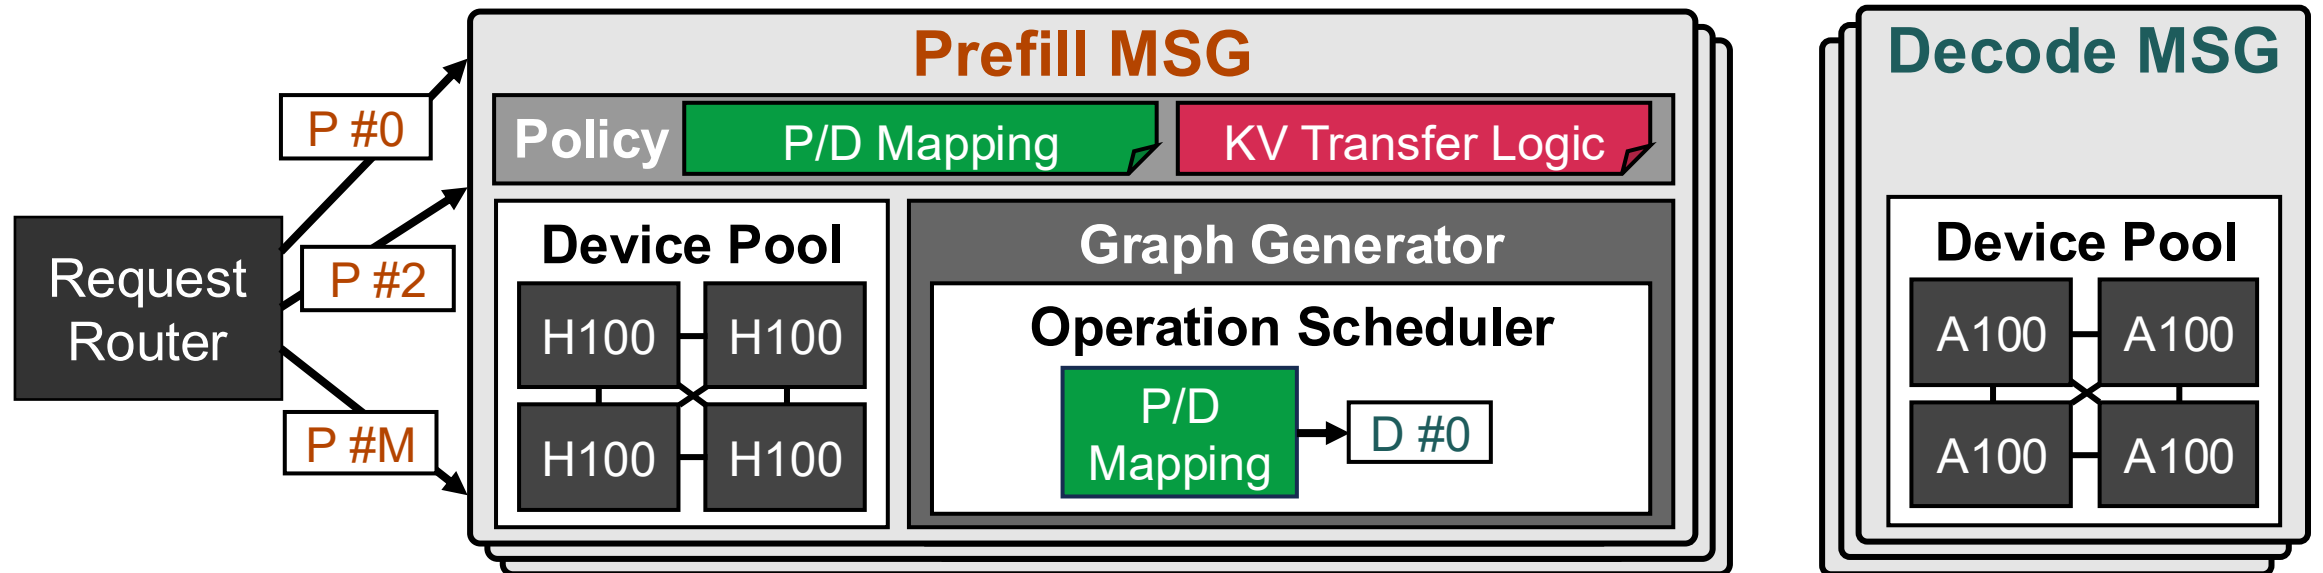 Prefill MSG
Decode MSG
P #0
Policy
P/D Mapping
KV Transfer Logic
Request
Router
P #2
P #M
Device Pool
H100
H100
H100
H100
Graph Generator
Operation Scheduler
P/D
Mapping
D #0
Device Pool
A100
A100
A100
A100